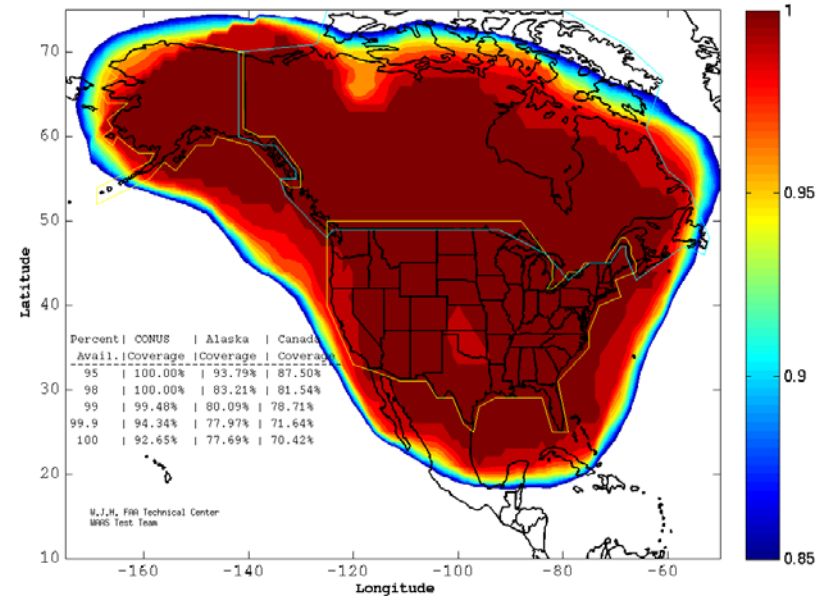 70
60
50
40
30
20
10
-160
-140
-120
-100
-80
-60
Latitude
Longitude
Percent| CONUS | Alaska | Canada
Avail.|Coverage |Coverage | Coverage
95 | 100.00% | 93.79% | 87.50%
98 | 100.00% | 83.21% | 81.54%
99 | 99.48% | 80.09% | 78.71%
99.9 | 94.34% | 77.97% | 71.64%
100 | 92.65% | 77.69% | 70.42%
W.J.H. FAA Technical Center
WAAS Test Team
1
0.95
0.9
0.85